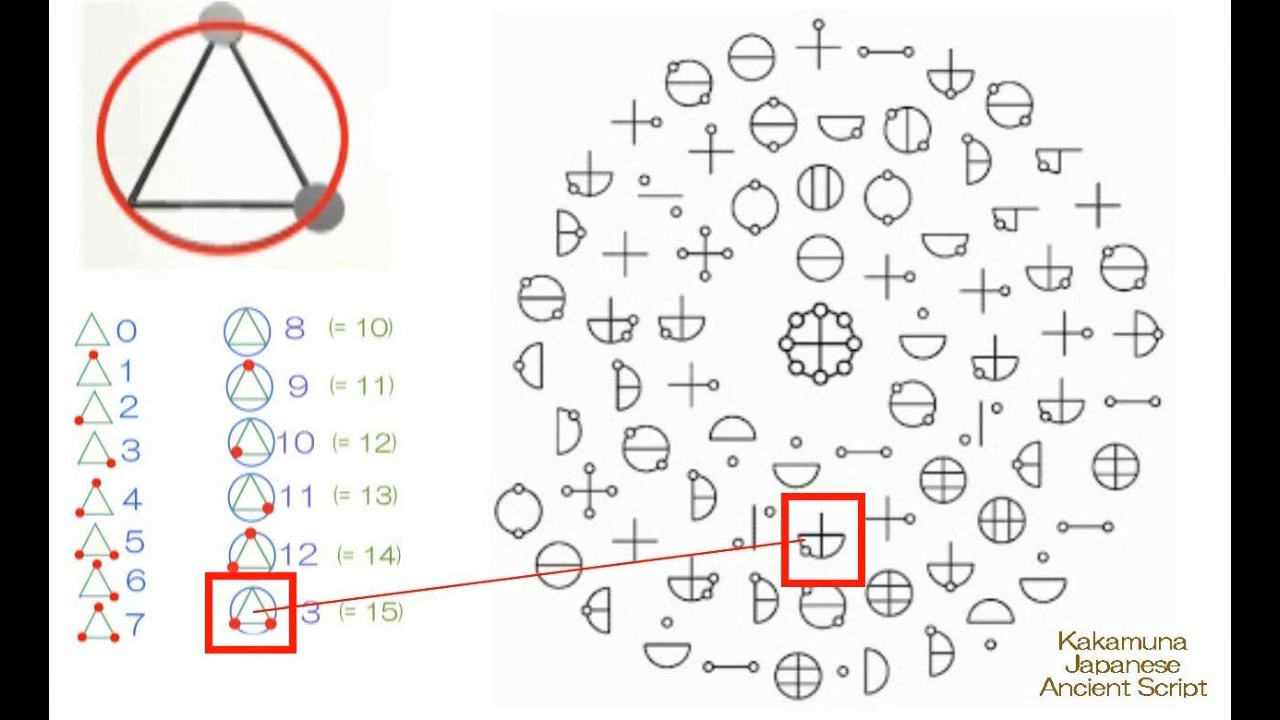 0
1
2
3
4
5
6
7
8 (= 10)
9 (= 11)
10 (= 12)
11 (= 13)
12 (= 14)
3 (= 15)
Kakamuna
Japanese
Ancient Script